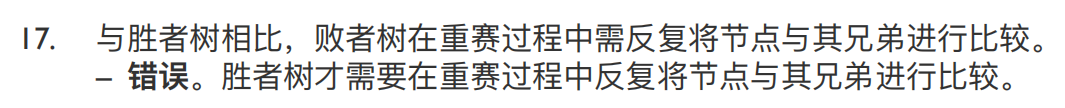 17. 与胜者树相比，败者树在重赛过程中需反复将节点与其兄弟进行比较。
– 错误。胜者树才需要在重赛过程中反复将节点与其兄弟进行比较。